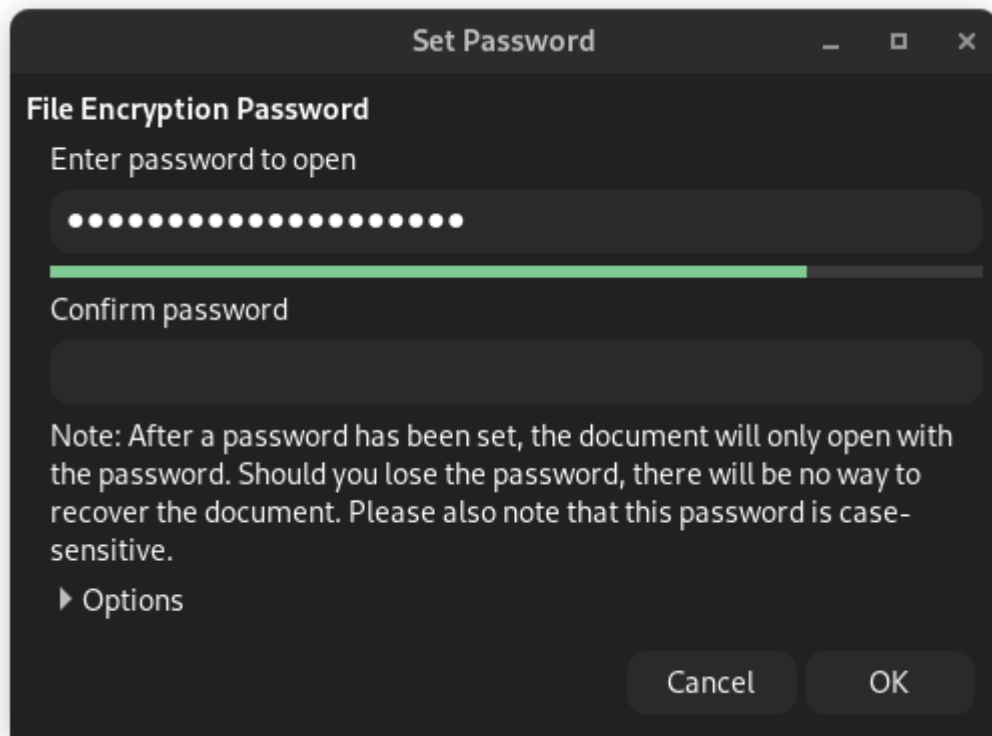 Set Password
File Encryption Password
Enter password to open
••••••••••••••••••••
Confirm password
Note: After a password has been set, the document will only open with
the password. Should you lose the password, there will be no way to
recover the document. Please also note that this password is case-
sensitive.
Options
Cancel OK